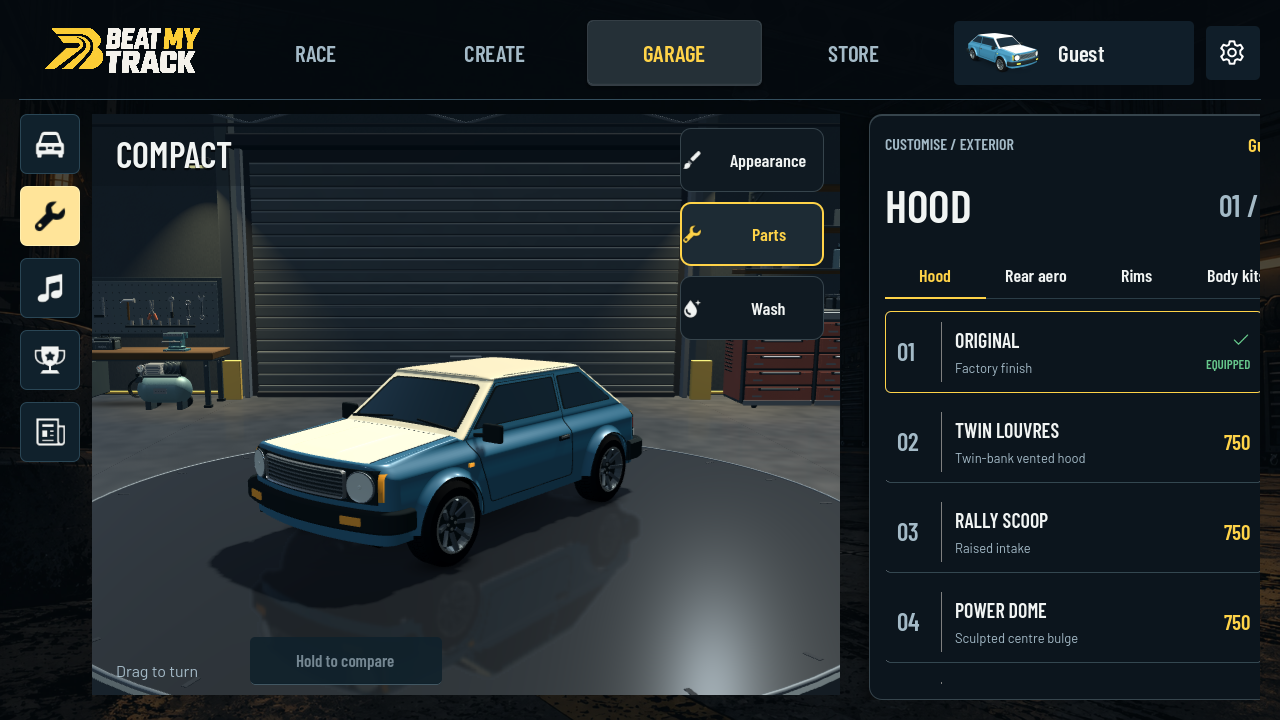 BEAT MY
TRACK
RACE
CREATE
GARAGE
STORE
Guest
COMPACT
Appearance
Parts
Wash
Hold to compare
Drag to turn
CUSTOMISE / EXTERIOR
HOOD
01 /
Hood
Rear aero
Rims
Body kits
01
ORIGINAL
Factory finish
EQUIPPED
02
TWIN LOUVRES
Twin-bank vented hood
750
03
RALLY SCOOP
Raised intake
750
04
POWER DOME
Sculpted centre bulge
750